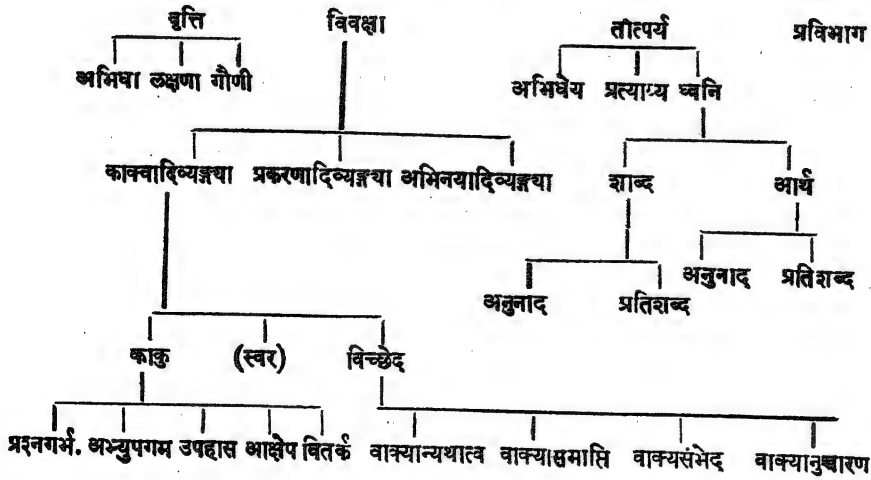 वृत्ति विवक्षा तात्पर्य प्रविभाग
अभिधा लक्षणा गौणी अभिधेय प्रत्याय्य ध्वनि
काक्वादिव्यङ्ग्या प्रकरणादिव्यङ्ग्या अभिनयादिव्यङ्ग्या शाब्द आर्थ
अनुनाद प्रतिशब्द अनुनाद प्रतिशब्द
काकु (स्वर) विच्छेद
प्रश्नगर्भ. अभ्युपगम उपहास आक्षेप वितर्क वाक्यान्यथात्व वाक्यासमाप्ति वाक्यसंभेद वाक्यानुच्चारण